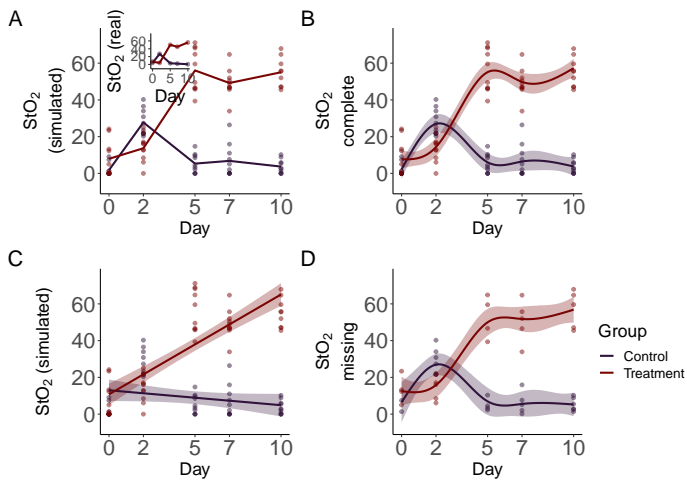 A
StO2 (simulated)
60
40
20
0
0 2 5 7 10
Day
StO2 (real)
60
40
20
0
0 5 10
Day
B
StO2 complete
60
40
20
0
0 2 5 7 10
Day
C
StO2 (simulated)
60
40
20
0
0 2 5 7 10
Day
D
StO2 missing
60
40
20
0
0 2 5 7 10
Day
Group
Control
Treatment